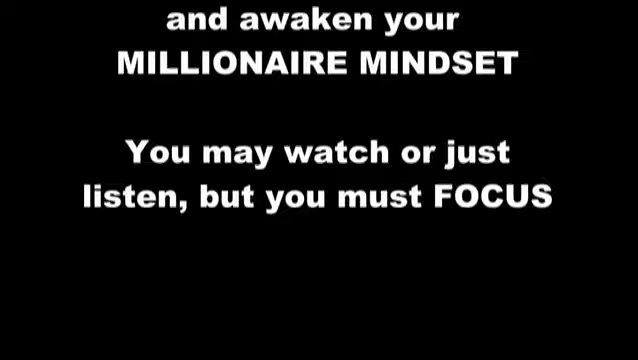 and awaken your
MILLIONAIRE MINDSET
You may watch or just
listen, but you must FOCUS